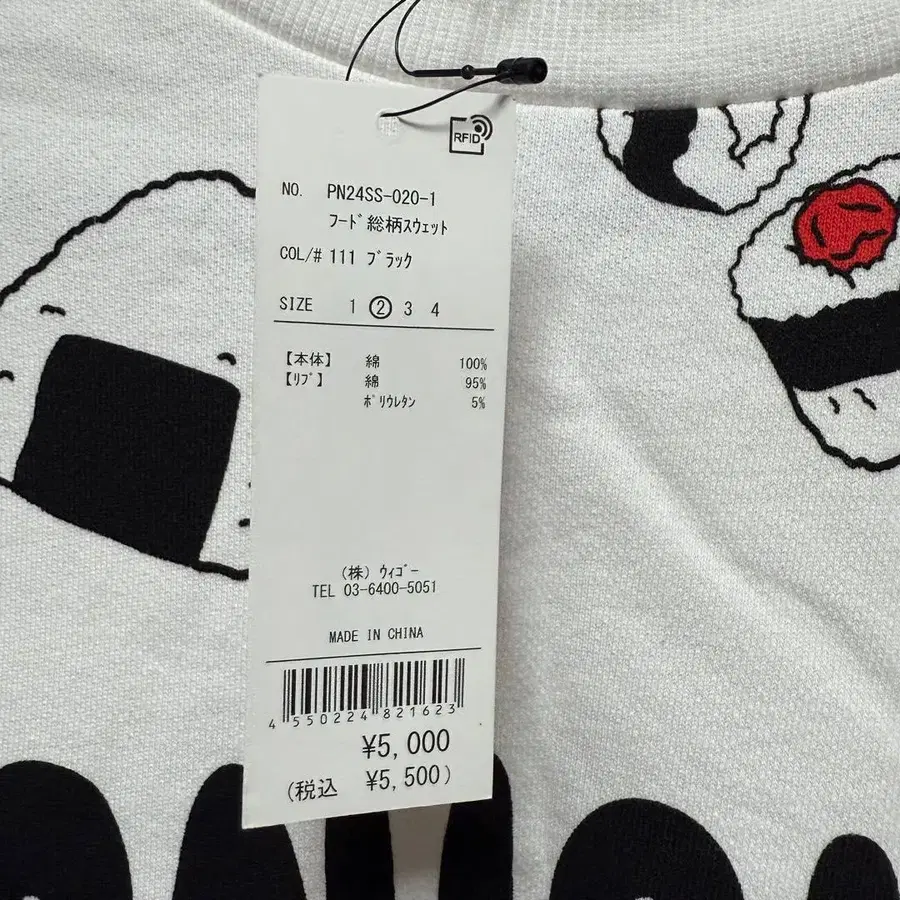 RFID
NO. PN24SS-020-1
ﾌｰﾄﾞ総柄ｽｳｪｯﾄ
COL/# 111 ﾌﾞﾗｯｸ
SIZE 1 ② 3 4
【本体】 綿 100%
【ﾘﾌﾞ】 綿 95%
ﾎﾟﾘｳﾚﾀﾝ 5%
(株) ｳｨｺﾞｰ
TEL 03-6400-5051
MADE IN CHINA
4 550224 821623
¥5,000
(税込 ¥5,500)